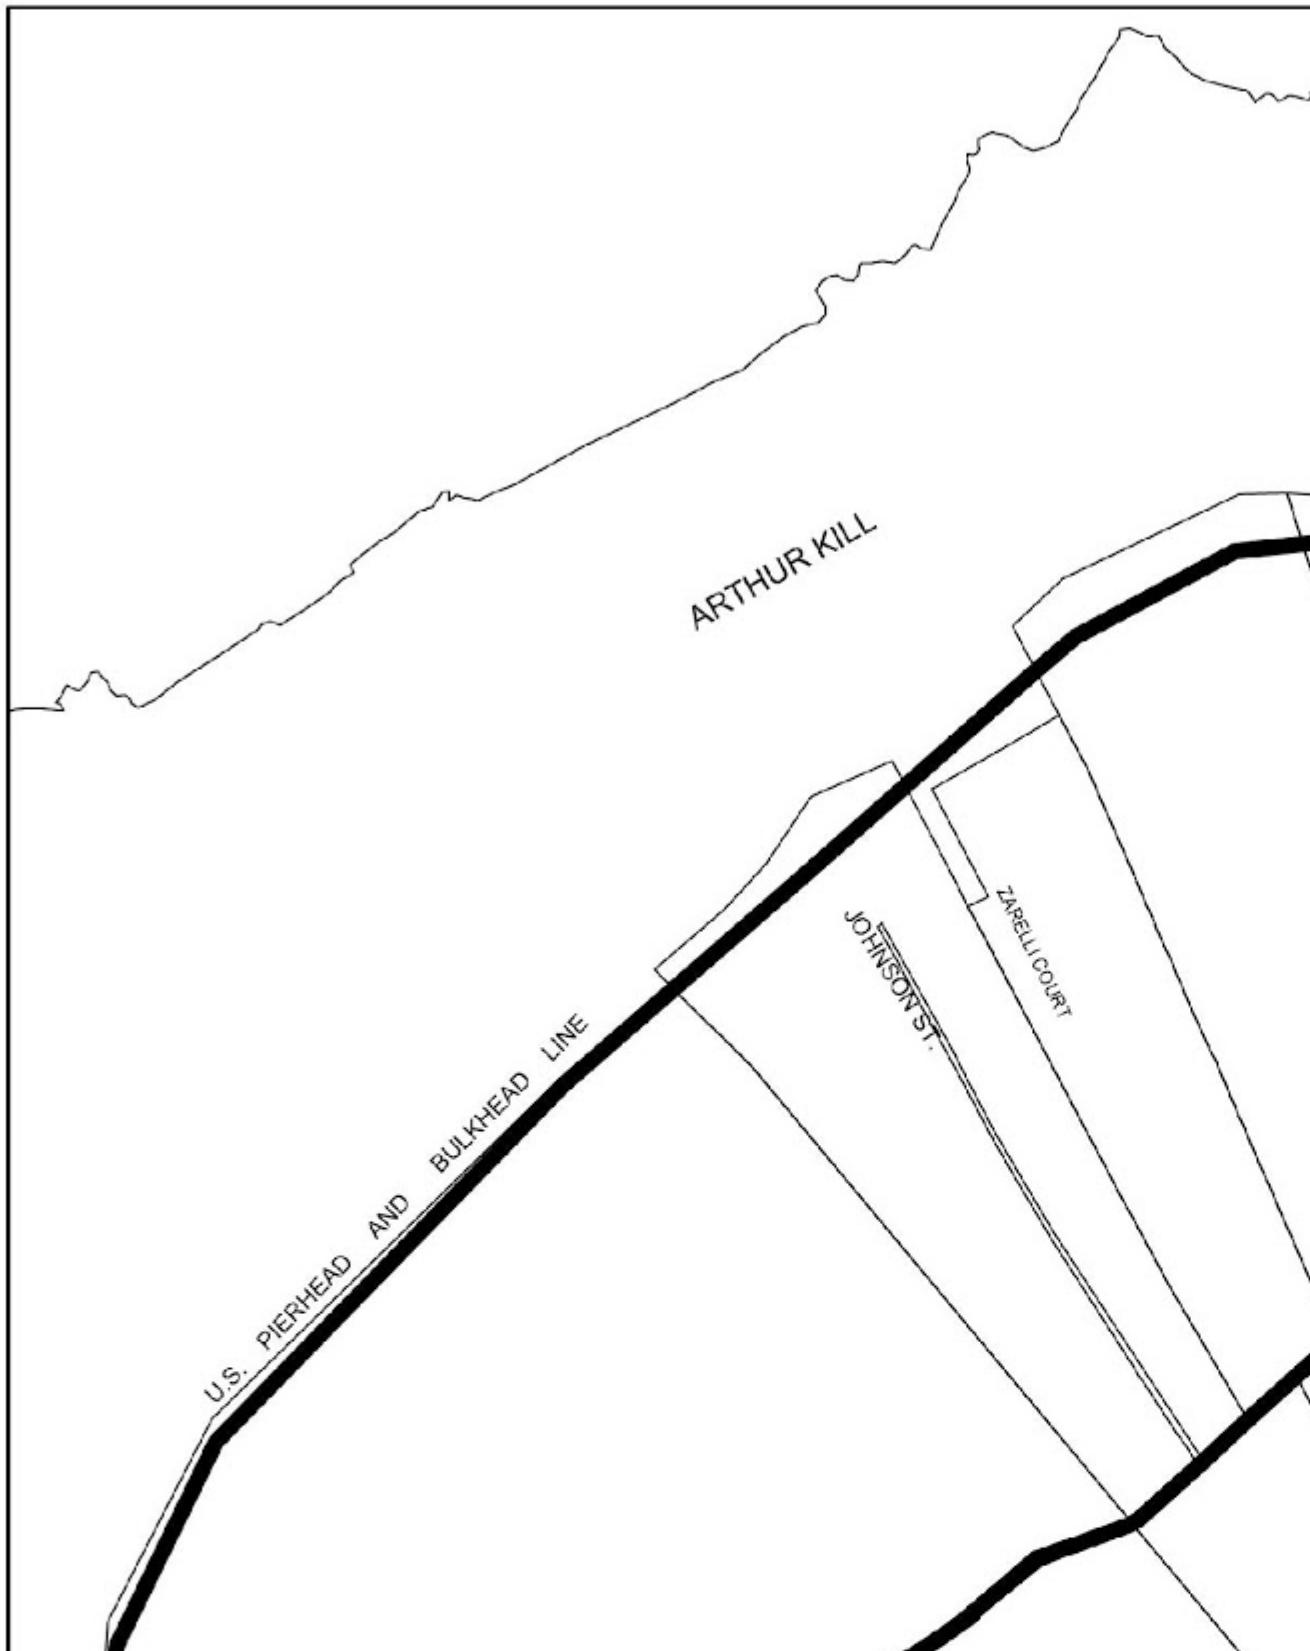 ARTHUR KILL
ZARELLI COURT
JOHNSON ST.
U.S. PIERHEAD AND BULKHEAD LINE